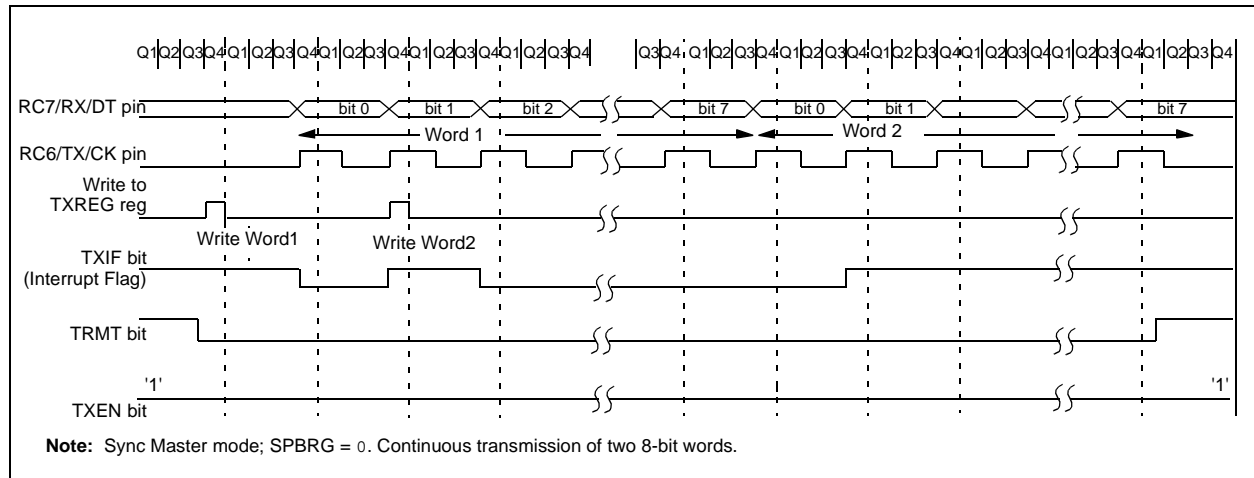 Q1 Q2 Q3 Q4 Q1 Q2 Q3 Q4 Q1 Q2 Q3 Q4 Q1 Q2 Q3 Q4 Q1 Q2 Q3 Q4 Q3 Q4 Q1 Q2 Q3 Q4 Q1 Q2 Q3 Q4 Q1 Q2 Q3 Q4 Q1 Q2 Q3 Q4 Q1 Q2 Q3 Q4 Q1 Q2 Q3 Q4
RC7/RX/DT pin bit 0 bit 1 bit 2 bit 7 bit 0 bit 1 bit 7
Word 1 Word 2
RC6/TX/CK pin
Write to
TXREG reg
Write Word1 Write Word2
TXIF bit
(Interrupt Flag)
TRMT bit
'1' '1'
TXEN bit
Note: Sync Master mode; SPBRG = 0. Continuous transmission of two 8-bit words.